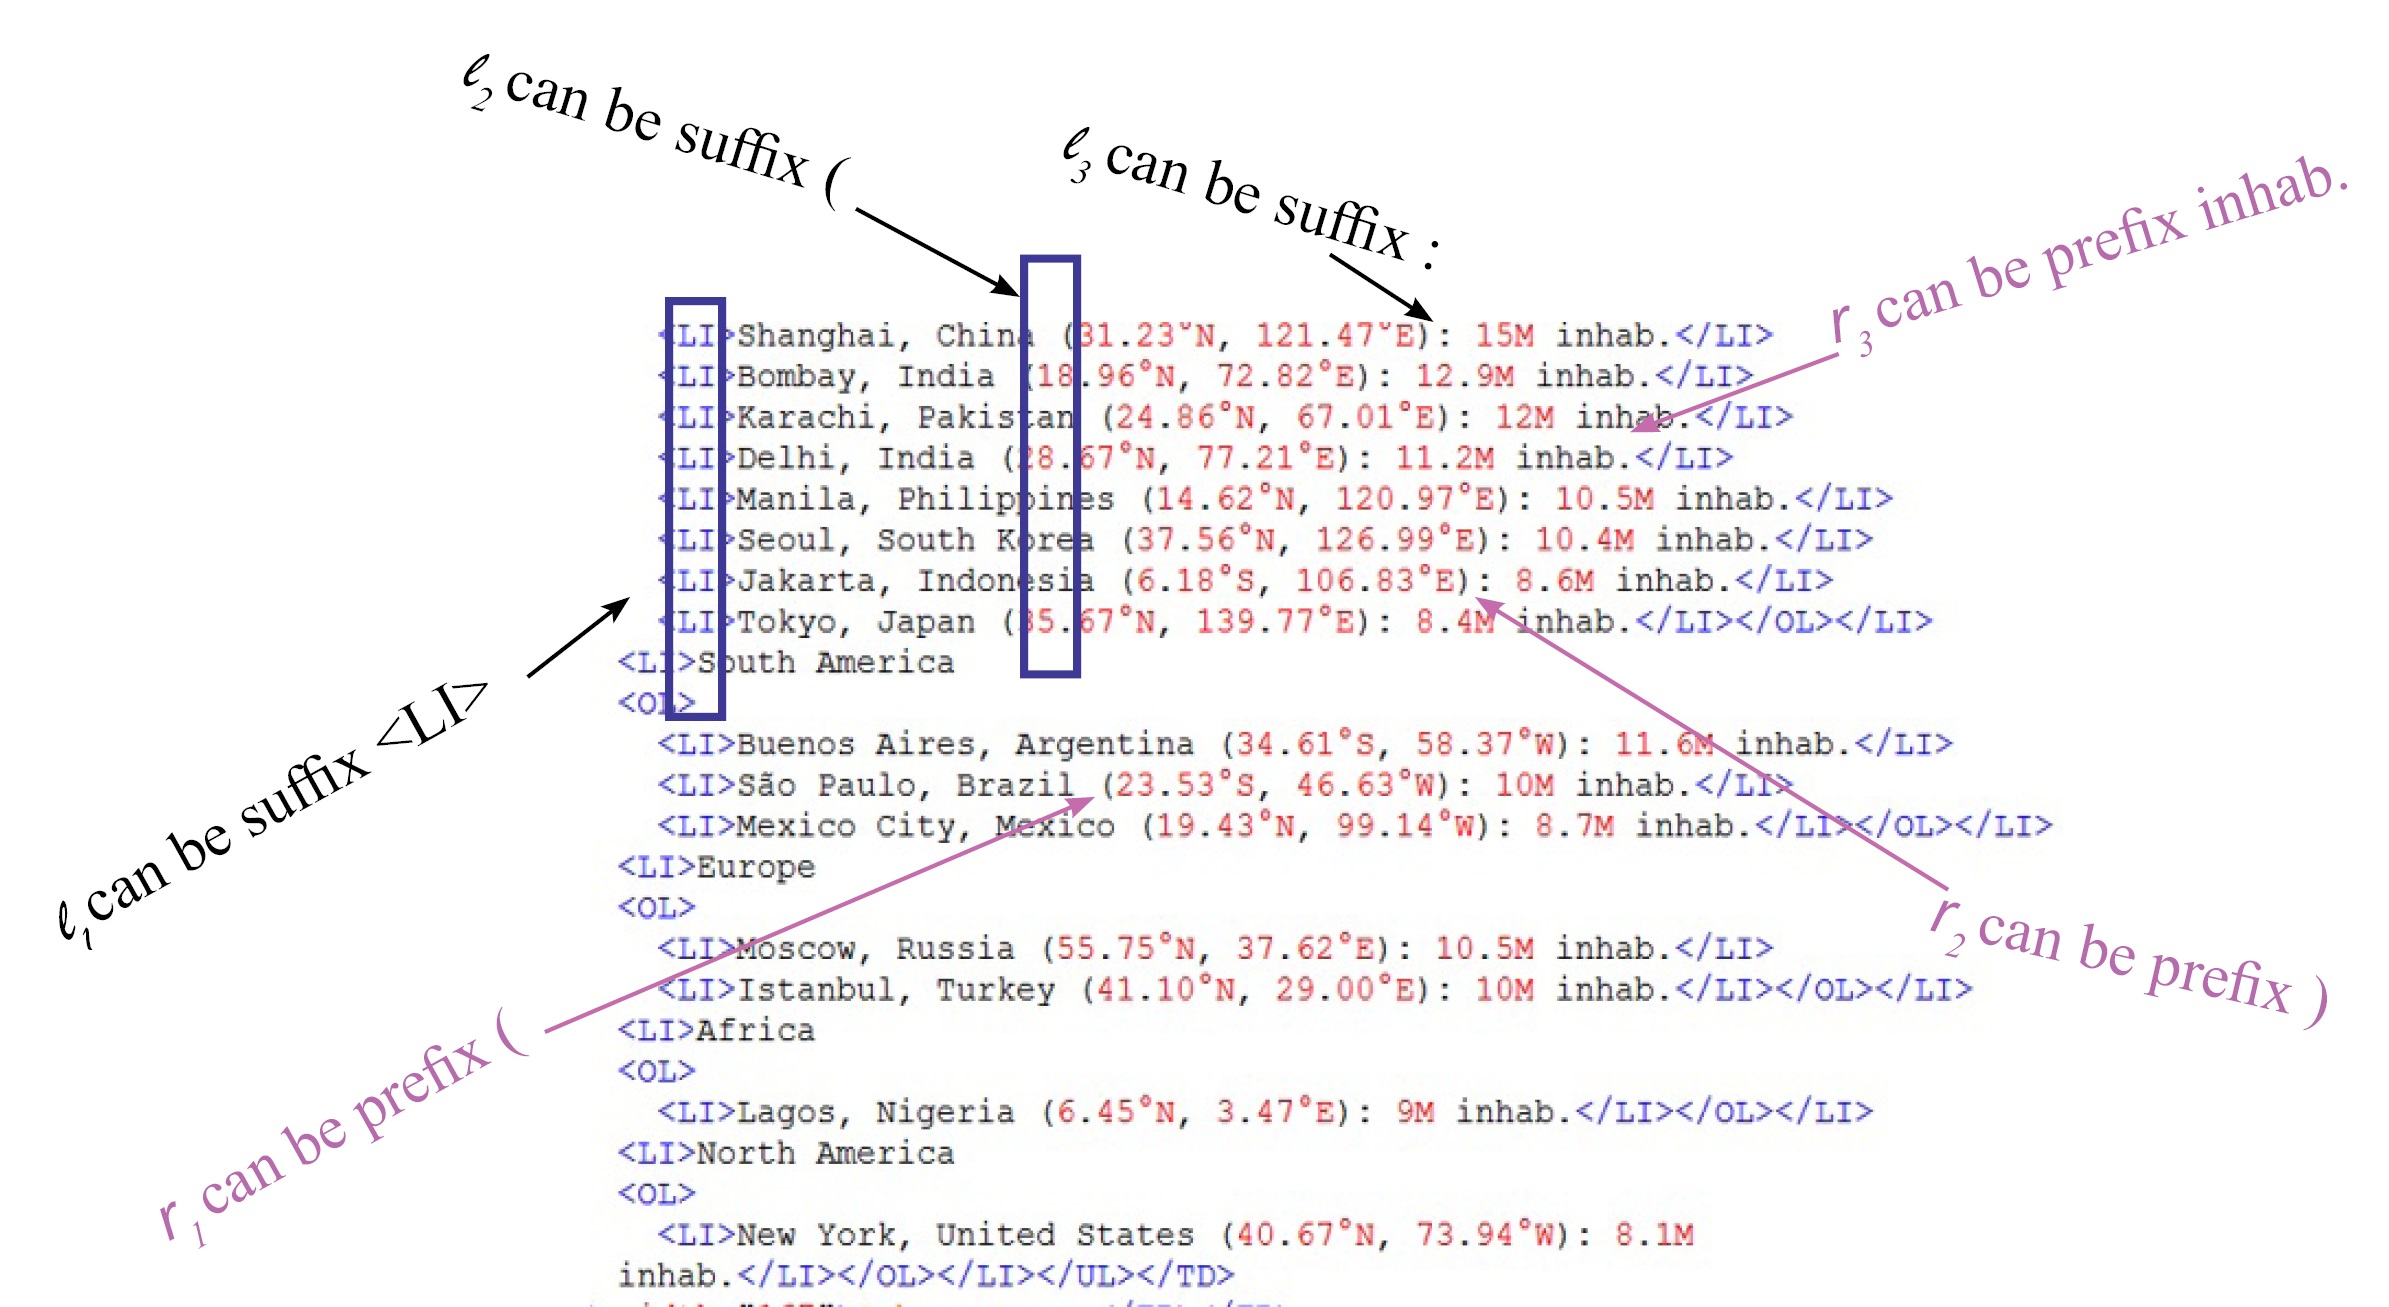 ℓ2 can be suffix (
ℓ3 can be suffix :
r3 can be prefix inhab.
<LI>Shanghai, China (31.23°N, 121.47°E): 15M inhab.</LI>
<LI>Bombay, India (18.96°N, 72.82°E): 12.9M inhab.</LI>
<LI>Karachi, Pakistan (24.86°N, 67.01°E): 12M inhab.</LI>
<LI>Delhi, India (28.67°N, 77.21°E): 11.2M inhab.</LI>
<LI>Manila, Philippines (14.62°N, 120.97°E): 10.5M inhab.</LI>
<LI>Seoul, South Korea (37.56°N, 126.99°E): 10.4M inhab.</LI>
<LI>Jakarta, Indonesia (6.18°S, 106.83°E): 8.6M inhab.</LI>
<LI>Tokyo, Japan (35.67°N, 139.77°E): 8.4M inhab.</LI></OL></LI>
<LI>South America
<OL>
<LI>Buenos Aires, Argentina (34.61°S, 58.37°W): 11.6M inhab.</LI>
<LI>São Paulo, Brazil (23.53°S, 46.63°W): 10M inhab.</LI>
<LI>Mexico City, Mexico (19.43°N, 99.14°W): 8.7M inhab.</LI></OL></LI>
<LI>Europe
<OL>
<LI>Moscow, Russia (55.75°N, 37.62°E): 10.5M inhab.</LI>
<LI>Istanbul, Turkey (41.10°N, 29.00°E): 10M inhab.</LI></OL></LI>
<LI>Africa
<OL>
<LI>Lagos, Nigeria (6.45°N, 3.47°E): 9M inhab.</LI></OL></LI>
<LI>North America
<OL>
<LI>New York, United States (40.67°N, 73.94°W): 8.1M
inhab.</LI></OL></LI></UL></TD>
ℓ1 can be suffix <LI>
r1 can be prefix (
r2 can be prefix )